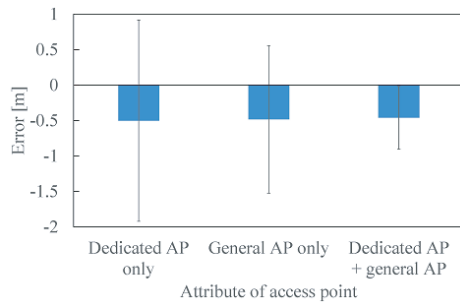 1
0
-0.5
-1
-1.5
-2
0.5
Error [m]
Dedicated AP only
General AP only
Dedicated AP + general AP
Attribute of access point